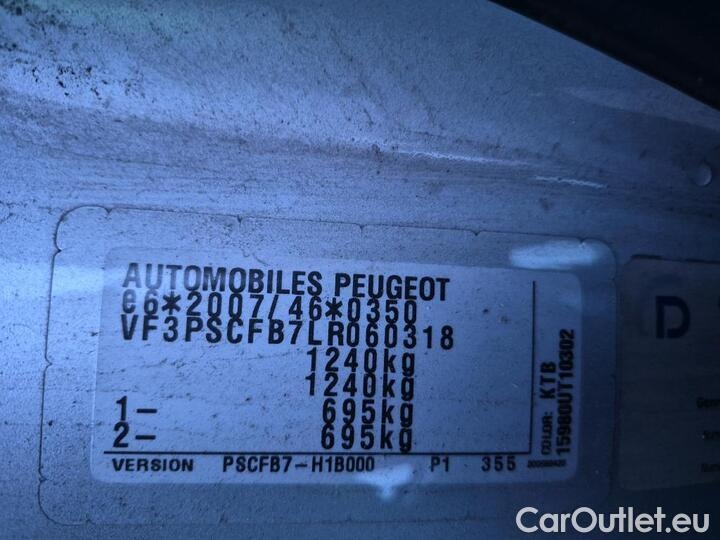 AUTOMOBILES PEUGEOT
e6*2007/46*0350
VF3PSCFB7LR060318
1240kg
1240kg
1- 695kg
2- 695kg
VERSION PSCFB7-H1B000 P1 355
COLOR: KTB
15980UT10302
D
CarOutlet.eu